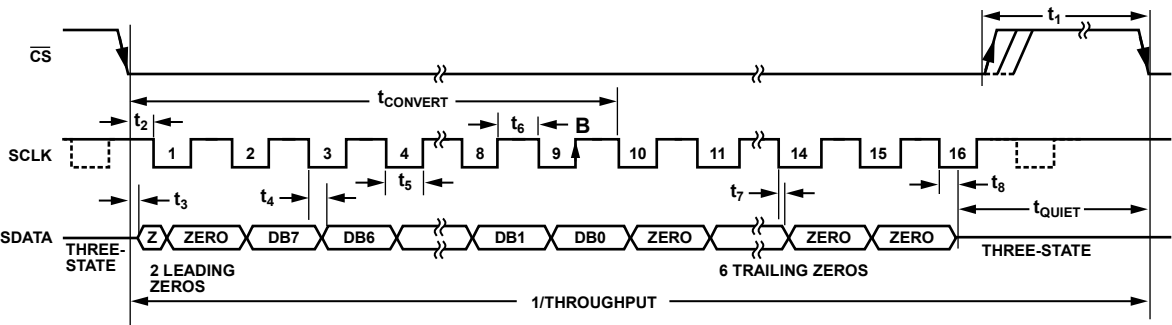 t1
CS
tCONVERT
t2
t6
B
SCLK
1 2 3 4 8 9 10 11 14 15 16
t3
t4
t5
t7
t8
tQUIET
SDATA
Z ZERO DB7 DB6 DB1 DB0 ZERO ZERO ZERO
THREE-
STATE
THREE-STATE
2 LEADING
ZEROS
6 TRAILING ZEROS
1/THROUGHPUT